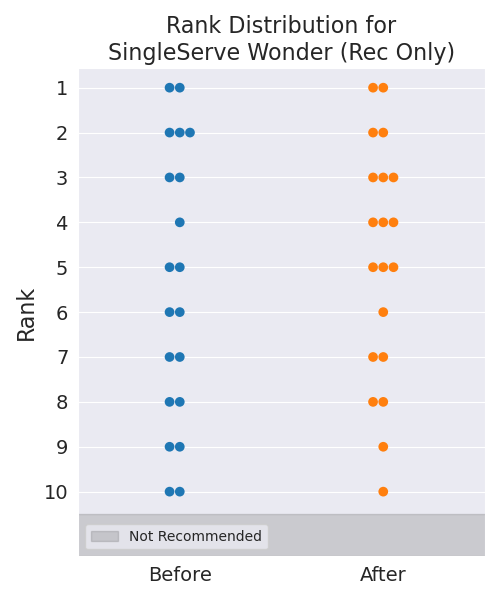 Rank Distribution for
SingleServe Wonder (Rec Only)
Rank
1
2
3
4
5
6
7
8
9
10
Not Recommended
Before
After